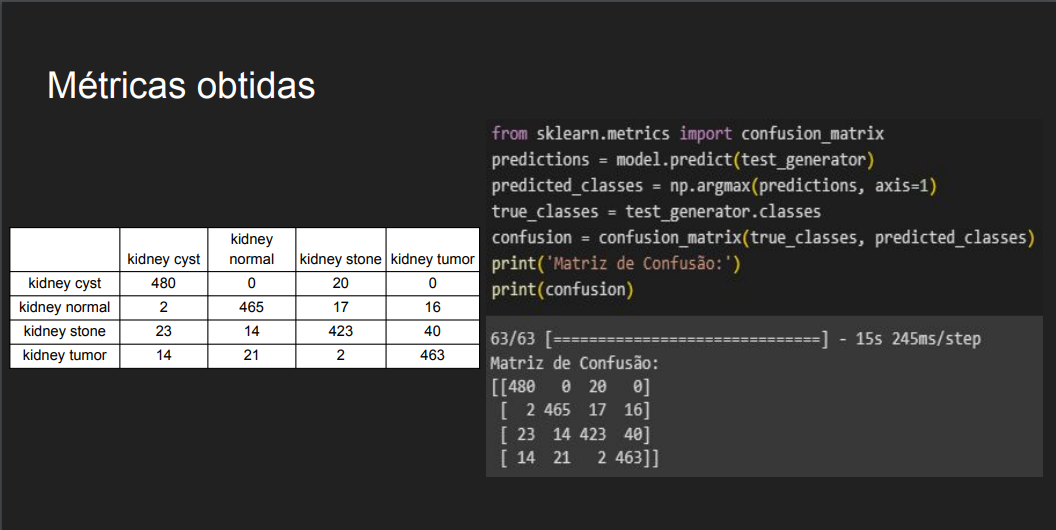 Métricas obtidas
kidney cyst kidney normal kidney stone kidney tumor
kidney cyst 480 0 20 0
kidney normal 2 465 17 16
kidney stone 23 14 423 40
kidney tumor 14 21 2 463
from sklearn.metrics import confusion_matrix
predictions = model.predict(test_generator)
predicted_classes = np.argmax(predictions, axis=1)
true_classes = test_generator.classes
confusion = confusion_matrix(true_classes, predicted_classes)
print('Matriz de Confusão:')
print(confusion)
63/63 [==============================] - 15s 245ms/step
Matriz de Confusão:
[[480 0 20 0]
[ 2 465 17 16]
[ 23 14 423 40]
[ 14 21 2 463]]